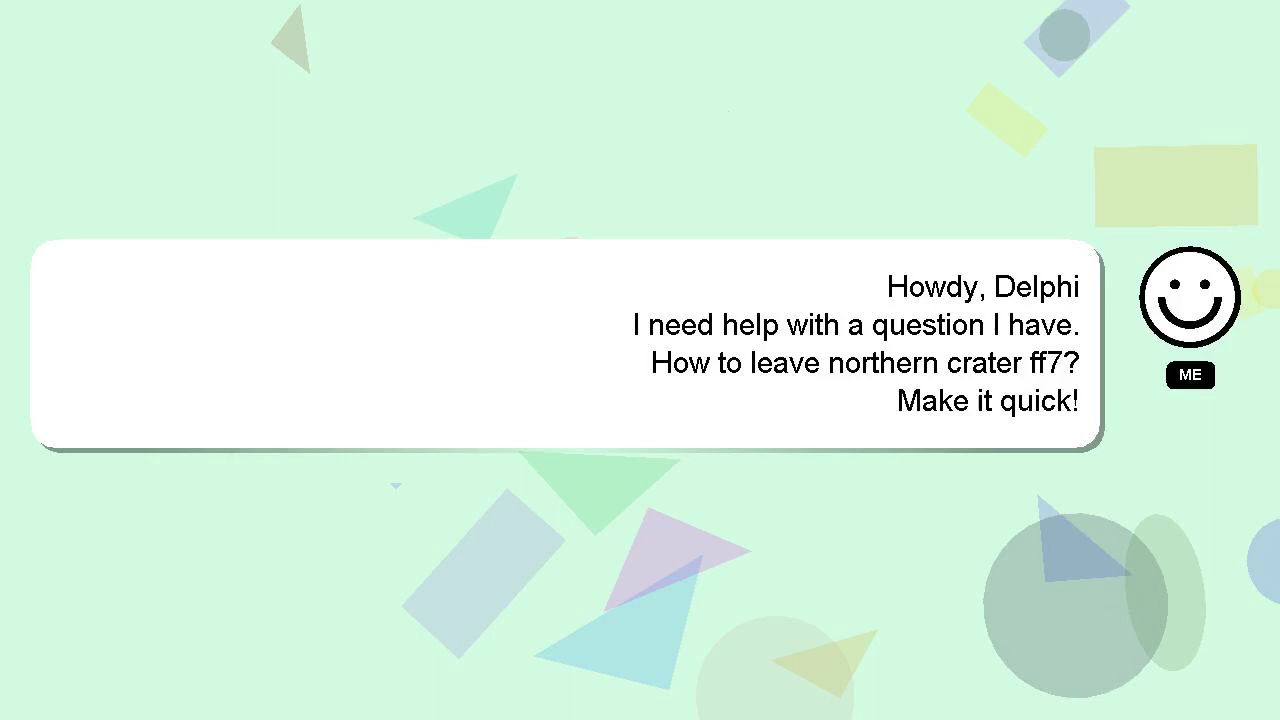 Howdy, Delphi
I need help with a question I have.
How to leave northern crater ff7?
Make it quick!
ME